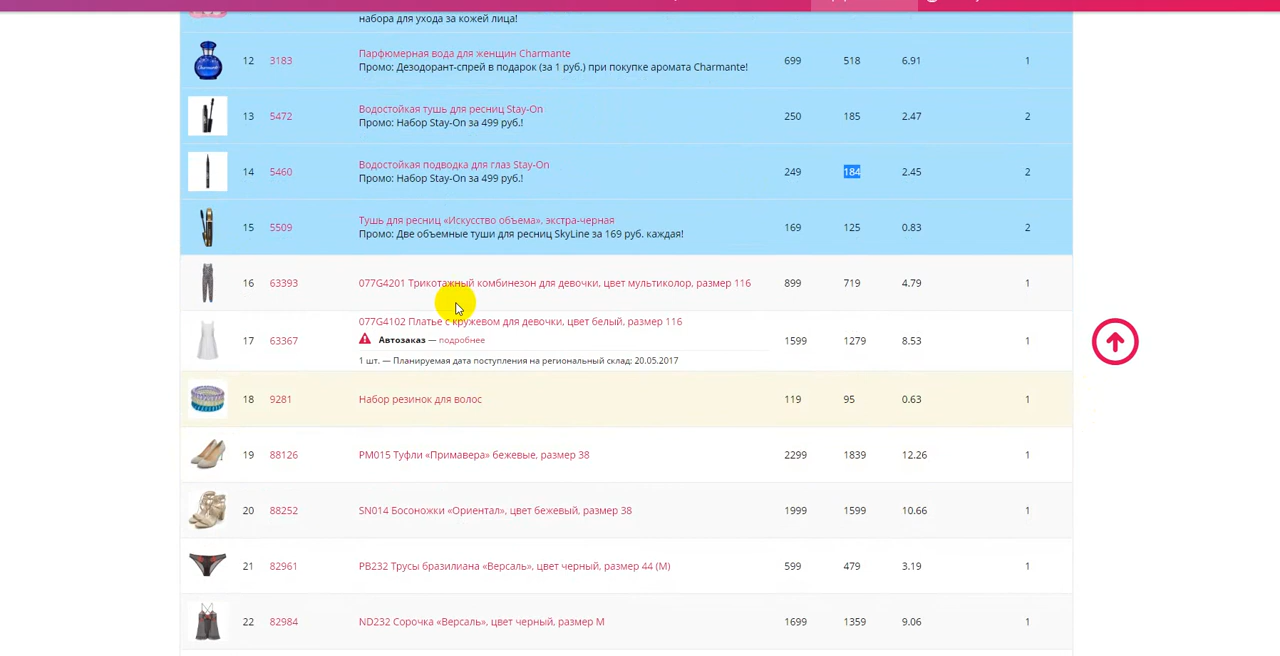 набора для ухода за кожей лица!
12 3183 Парфюмерная вода для женщин Charmante 699 518 6.91 1
Промо: Дезодорант-спрей в подарок (за 1 руб.) при покупке аромата Charmante!
13 5472 Водостойкая тушь для ресниц Stay-On 250 185 2.47 2
Промо: Набор Stay-On за 499 руб.!
14 5460 Водостойкая подводка для глаз Stay-On 249 184 2.45 2
Промо: Набор Stay-On за 499 руб.!
15 5509 Тушь для ресниц «Искусство объема», экстра-черная 169 125 0.83 2
Промо: Две объемные туши для ресниц SkyLine за 169 руб. каждая!
16 63393 077G4201 Трикотажный комбинезон для девочки, цвет мультиколор, размер 116 899 719 4.79 1
077G4102 Платье с кружевом для девочки, цвет белый, размер 116
17 63367 Автозаказ — подробнее 1599 1279 8.53 1
1 шт. — Планируемая дата поступления на региональный склад: 20.05.2017
18 9281 Набор резинок для волос 119 95 0.63 1
19 88126 PM015 Туфли «Примавера» бежевые, размер 38 2299 1839 12.26 1
20 88252 SN014 Босоножки «Ориентал», цвет бежевый, размер 38 1999 1599 10.66 1
21 82961 PB232 Трусы бразилиана «Версаль», цвет черный, размер 44 (M) 599 479 3.19 1
22 82984 ND232 Сорочка «Версаль», цвет черный, размер M 1699 1359 9.06 1